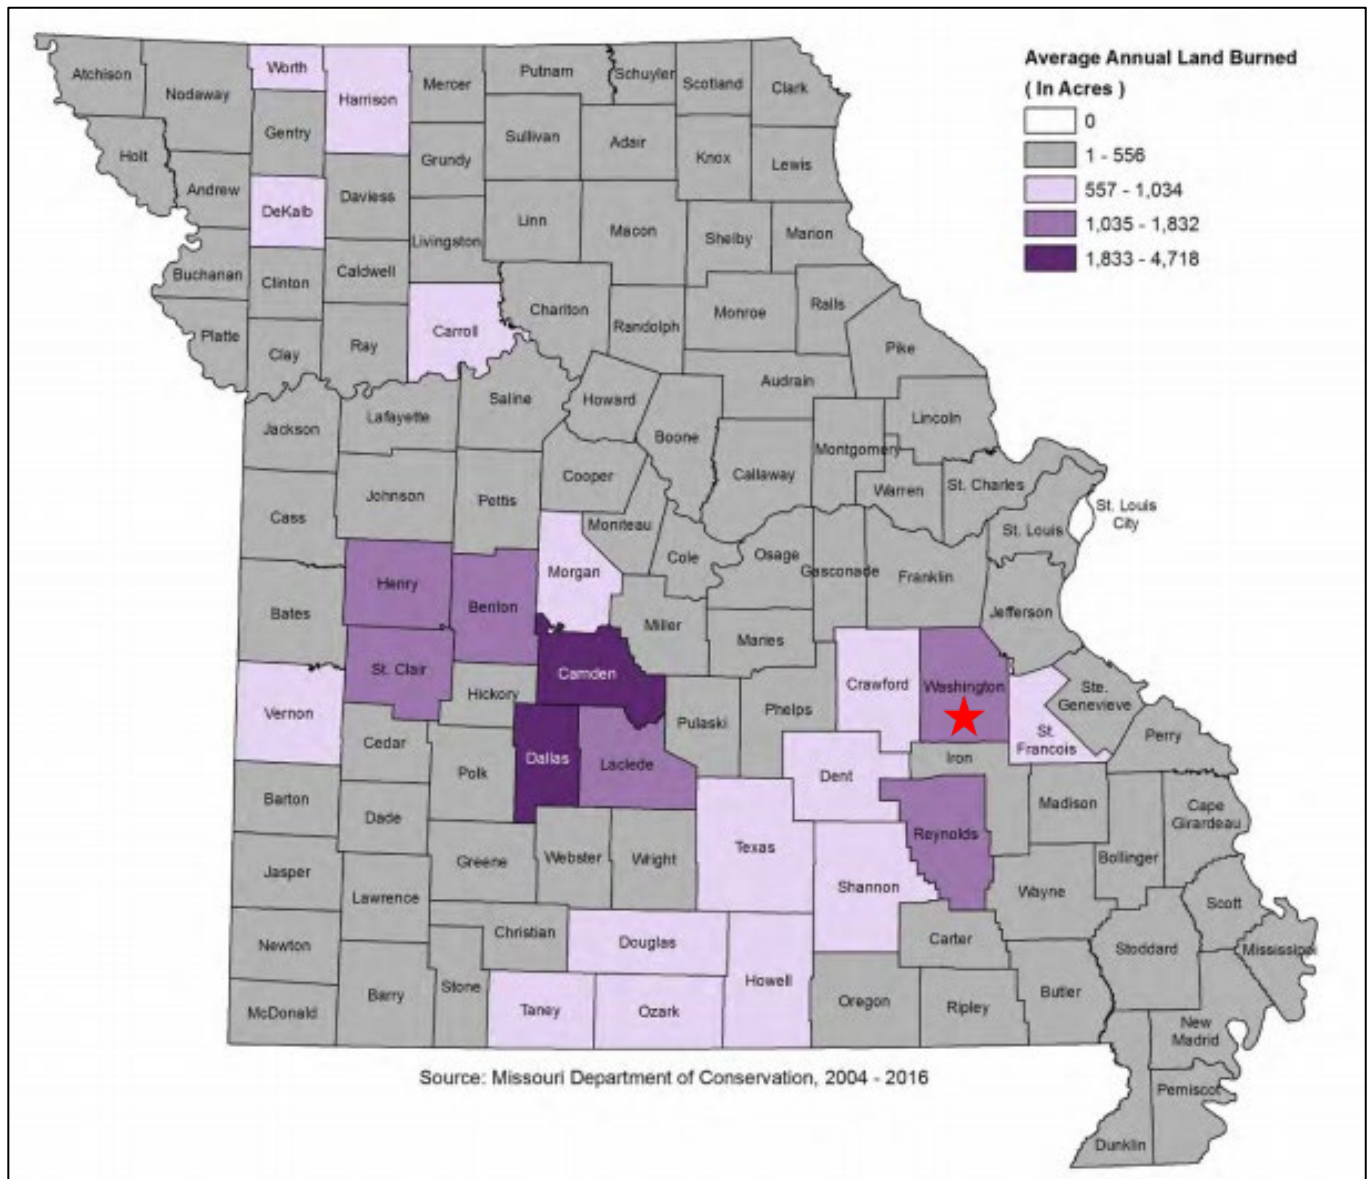 Average Annual Land Burned
( In Acres )
0
1 - 556
557 - 1,034
1,035 - 1,832
1,833 - 4,718
Atchison
Nodaway
Worth
Harrison
Mercer
Putnam
Schuyler
Scotland
Clark
Holt
Gentry
Sullivan
Adair
Knox
Lewis
Andrew
DeKalb
Daviess
Grundy
Linn
Macon
Shelby
Marion
Buchanan
Clinton
Caldwell
Livingston
Platte
Clay
Ray
Carroll
Chariton
Randolph
Monroe
Ralls
Pike
Audrain
Jackson
Lafayette
Saline
Howard
Boone
Lincoln
Montgomery
Callaway
Cooper
Warren
St. Charles
Cass
Johnson
Pettis
Moniteau
Cole
Osage
Gasconade
Franklin
St. Louis
St. Louis
City
Henry
Benton
Morgan
Bates
Miller
Maries
Jefferson
St. Clair
Hickory
Camden
Crawford
Washington
Ste.
Genevieve
Vernon
Cedar
Pulaski
Phelps
St.
Francois
Perry
Polk
Dallas
Laclede
Dent
Iron
Madison
Cape
Girardeau
Barton
Dade
Reynolds
Bollinger
Jasper
Greene
Webster
Wright
Texas
Shannon
Wayne
Lawrence
Scott
Christian
Douglas
Carter
Stoddard
Mississippi
Newton
Barry
Stone
Howell
Oregon
Ripley
Butler
McDonald
Taney
Ozark
New
Madrid
Pemiscot
Dunklin
Source: Missouri Department of Conservation, 2004 - 2016